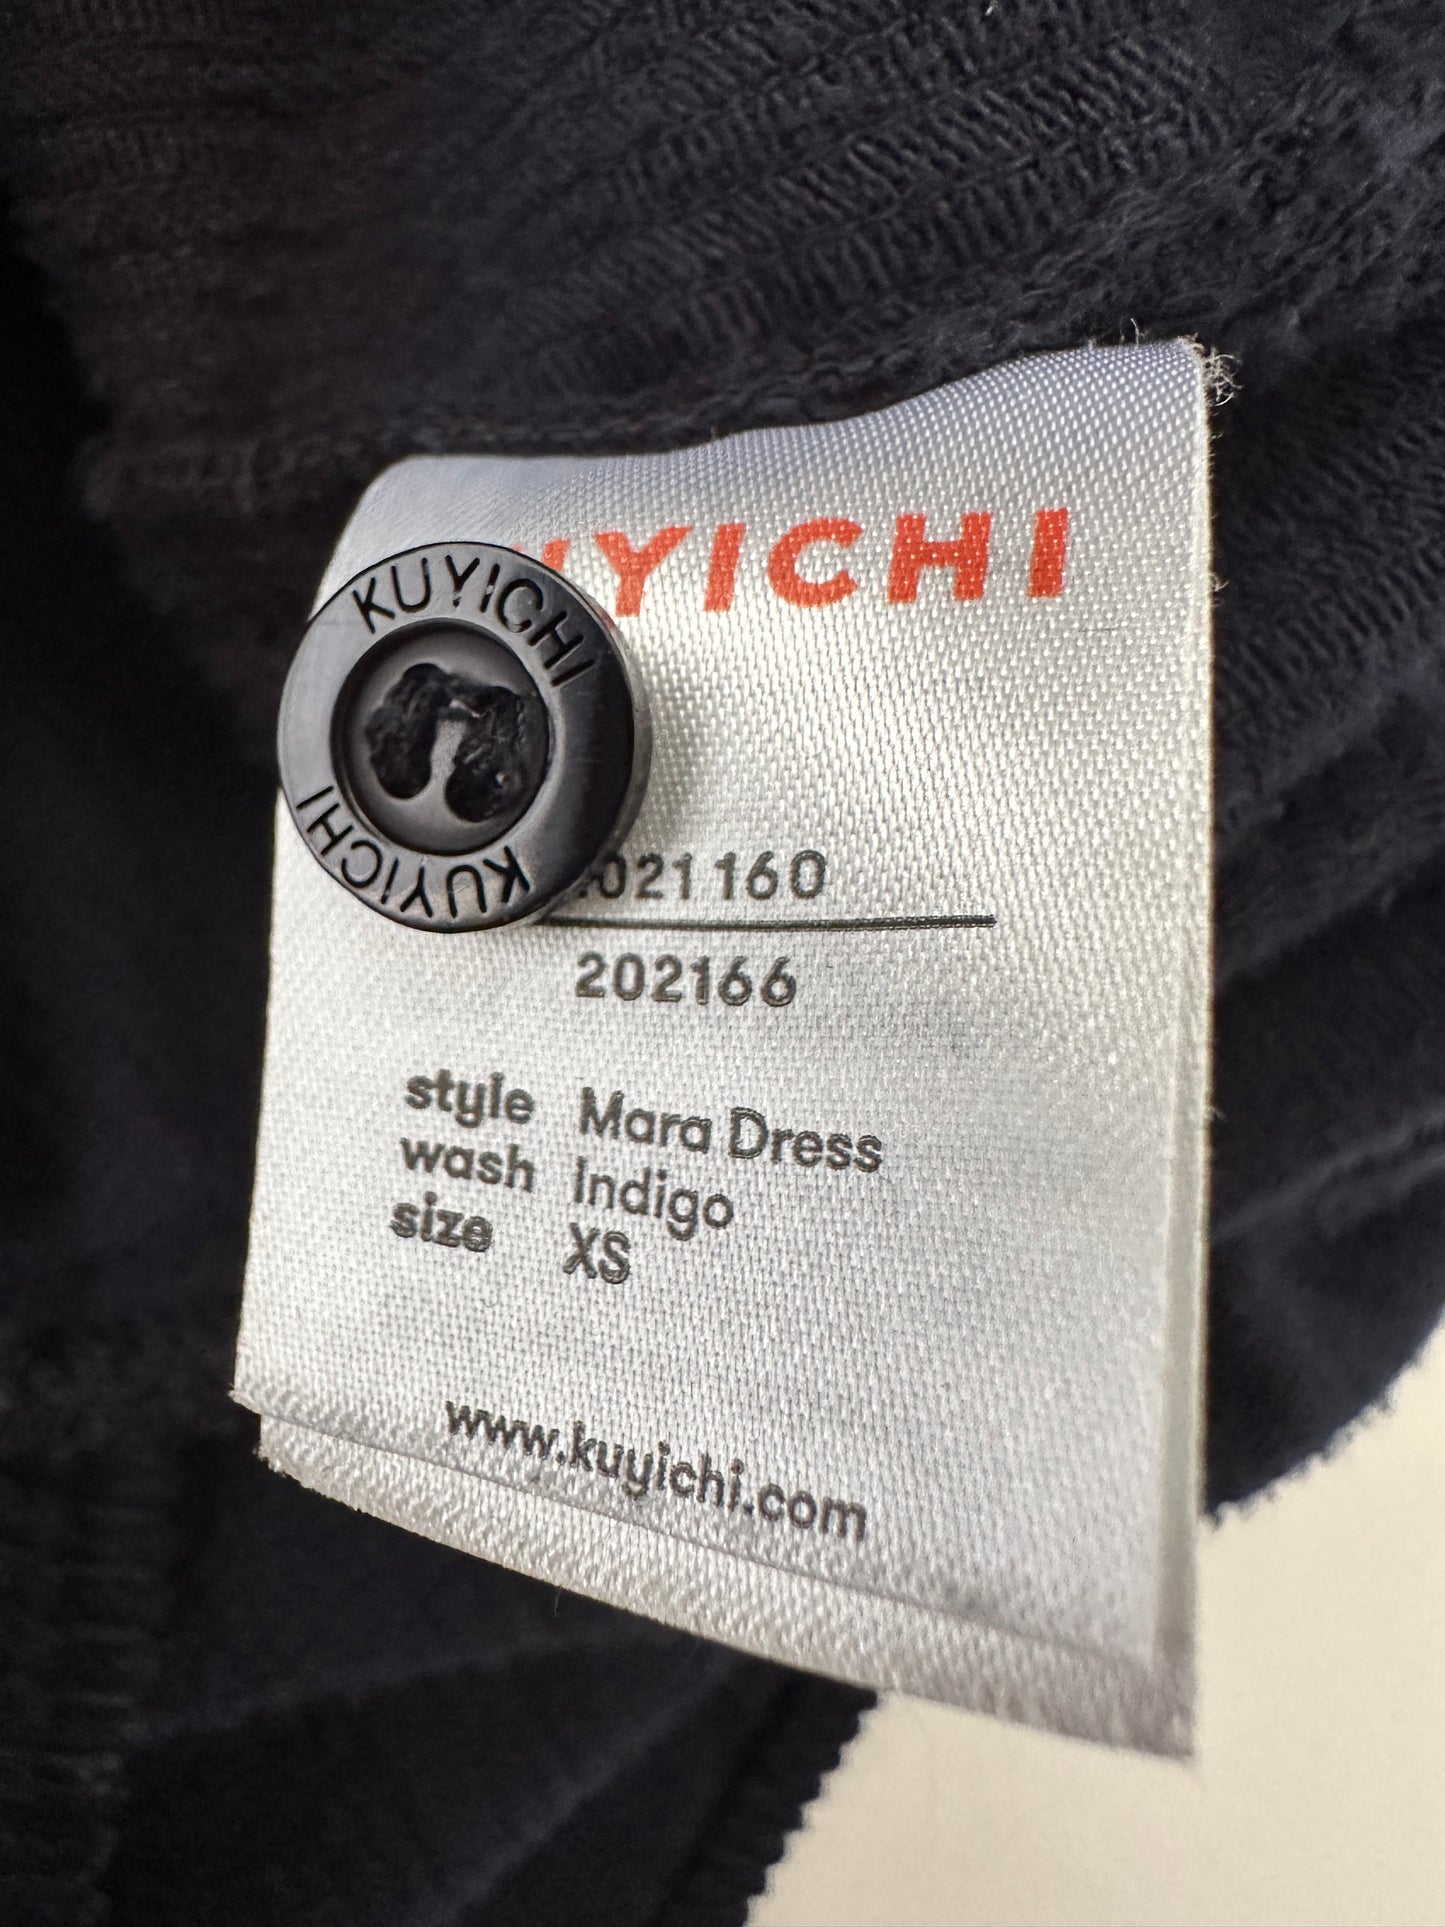 KUYICHI
KUYICHI
UYICHI
021160
202166
style Mara Dress
wash Indigo
size XS
www.kuyichi.com